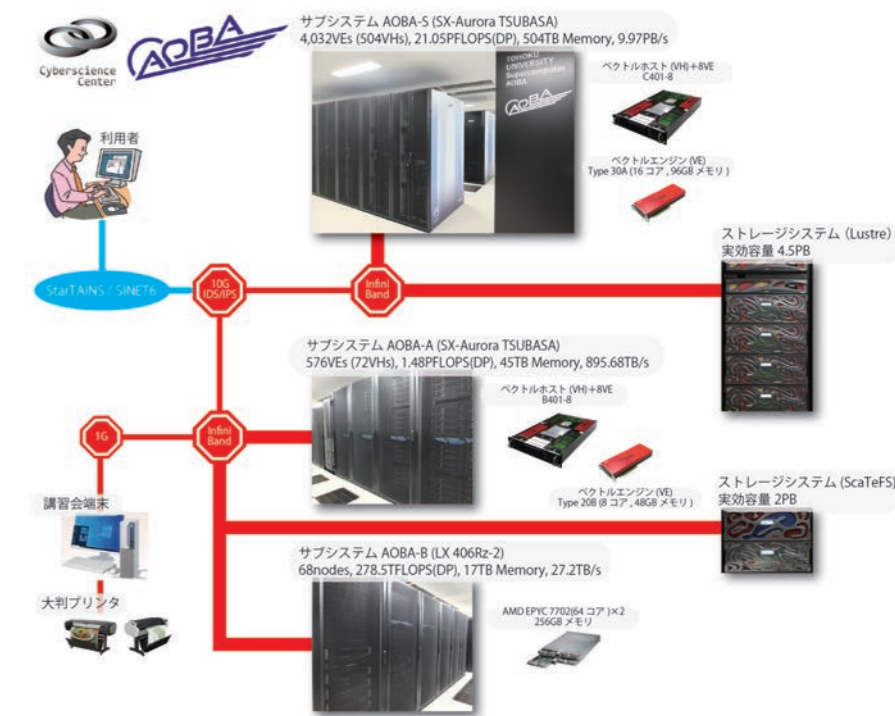 Cyberscience
Center
AOBA
サブシステム AOBA-S (SX-Aurora TSUBASA)
4,032VEs (504VHs), 21.05PFLOPS(DP), 504TB Memory, 9.97PB/s
TOHOKU
UNIVERSITY
Supercomputer
AOBA
AOBA
ベクトルホスト (VH)+8VE
C401-8
ベクトルエンジン (VE)
Type 30A (16 コア , 96GB メモリ )
利用者
StarTAINS / SINET6
10G
IDS/IPS
Infini
Band
ストレージシステム (Lustre)
実効容量 4.5PB
サブシステム AOBA-A (SX-Aurora TSUBASA)
576VEs (72VHs), 1.48PFLOPS(DP), 45TB Memory, 895.68TB/s
ベクトルホスト (VH)+8VE
B401-8
ベクトルエンジン (VE)
Type 20B (8 コア , 48GB メモリ )
1G
Infini
Band
講習会端末
大判プリンタ
ストレージシステム (ScaTeFS)
実効容量 2PB
サブシステム AOBA-B (LX 406Rz-2)
68nodes, 278.5TFLOPS(DP), 17TB Memory, 27.2TB/s
AMD EPYC 7702(64 コア )×2
256GB メモリ